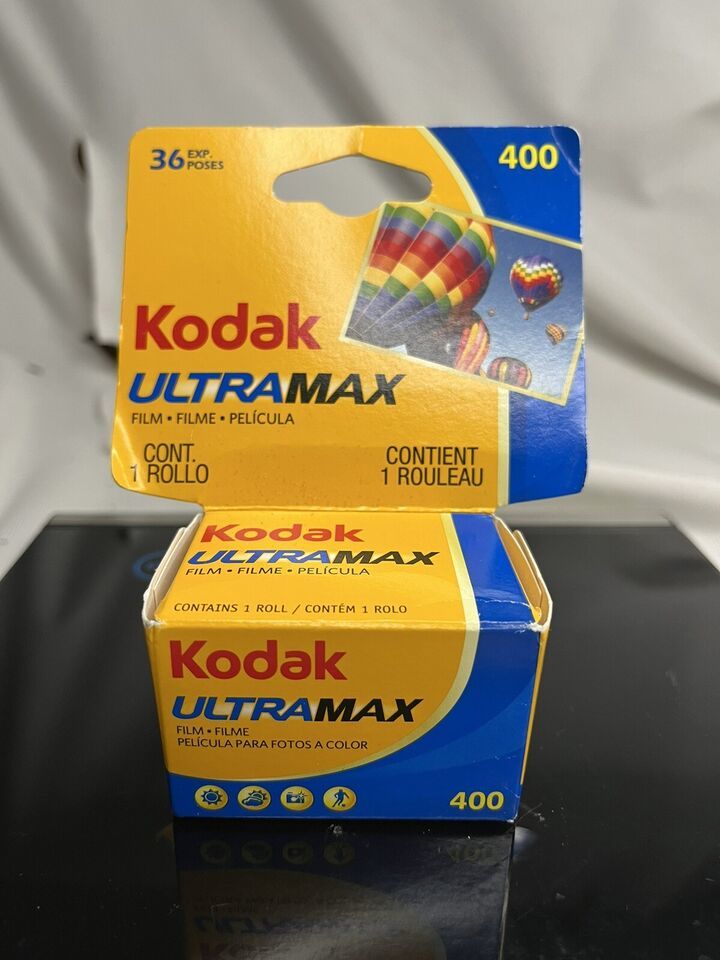 36 EXP. POSES
400
Kodak
ULTRAMAX
FILM • FILME • PELÍCULA
CONT. 1 ROLLO
CONTIENT 1 ROULEAU
Kodak
ULTRAMAX
FILM • FILME • PELÍCULA
CONTAINS 1 ROLL / CONTÉM 1 ROLO
Kodak
ULTRAMAX
FILM • FILME
PELÍCULA PARA FOTOS A COLOR
400